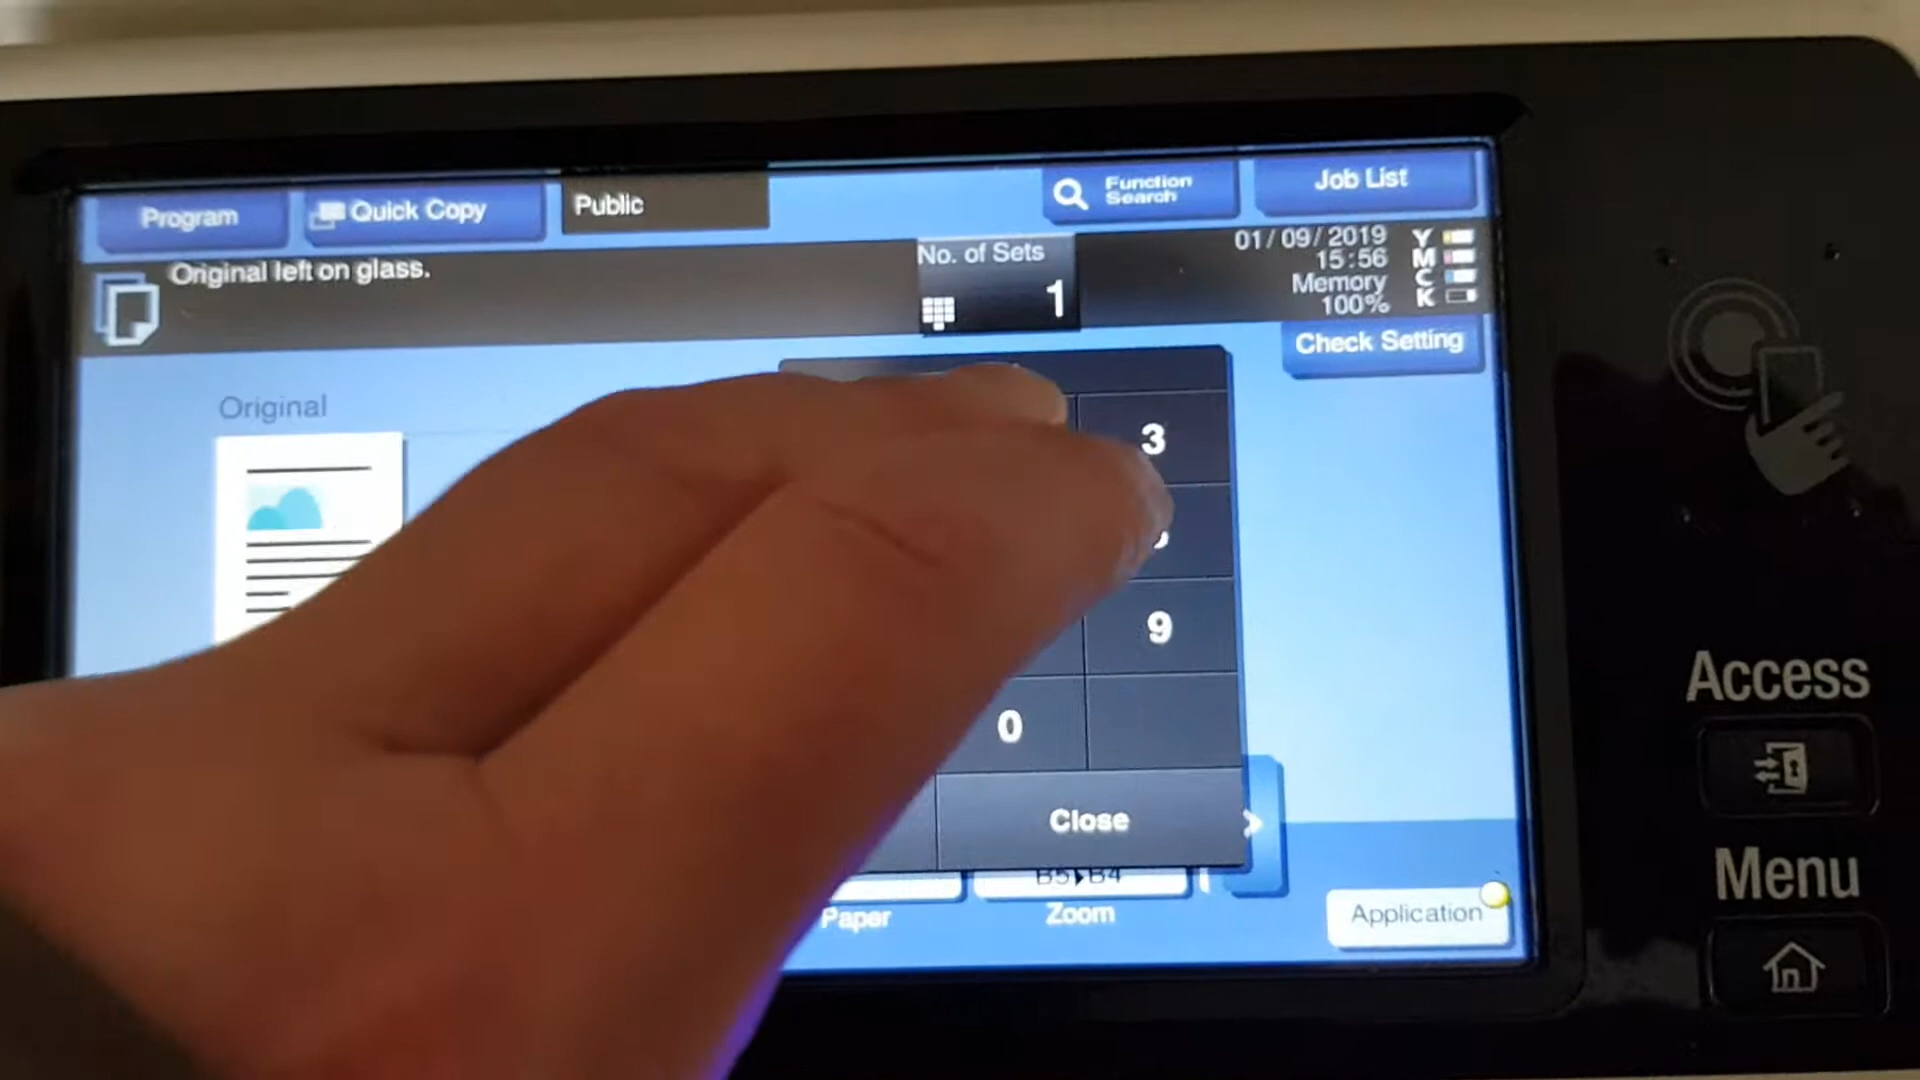 Program
Quick Copy
Public
Function
Search
Job List
Original left on glass.
No. of Sets
1
01/09/2019
15:56
Memory
100%
Y
M
C
K
Check Setting
Original
3
9
0
Close
B5▸B4
Paper
Zoom
Application
Access
Menu